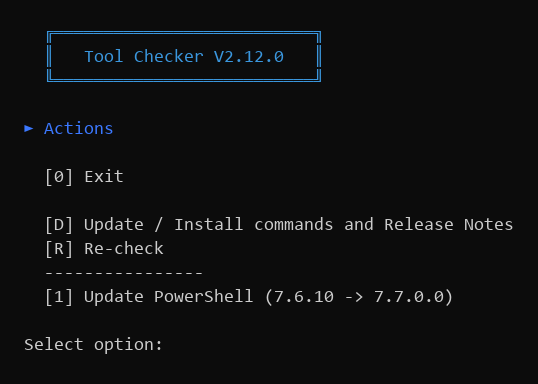 Tool Checker V2.12.0
► Actions
[0] Exit
[D] Update / Install commands and Release Notes
[R] Re-check
----------------
[1] Update PowerShell (7.6.10 -> 7.7.0.0)
Select option: